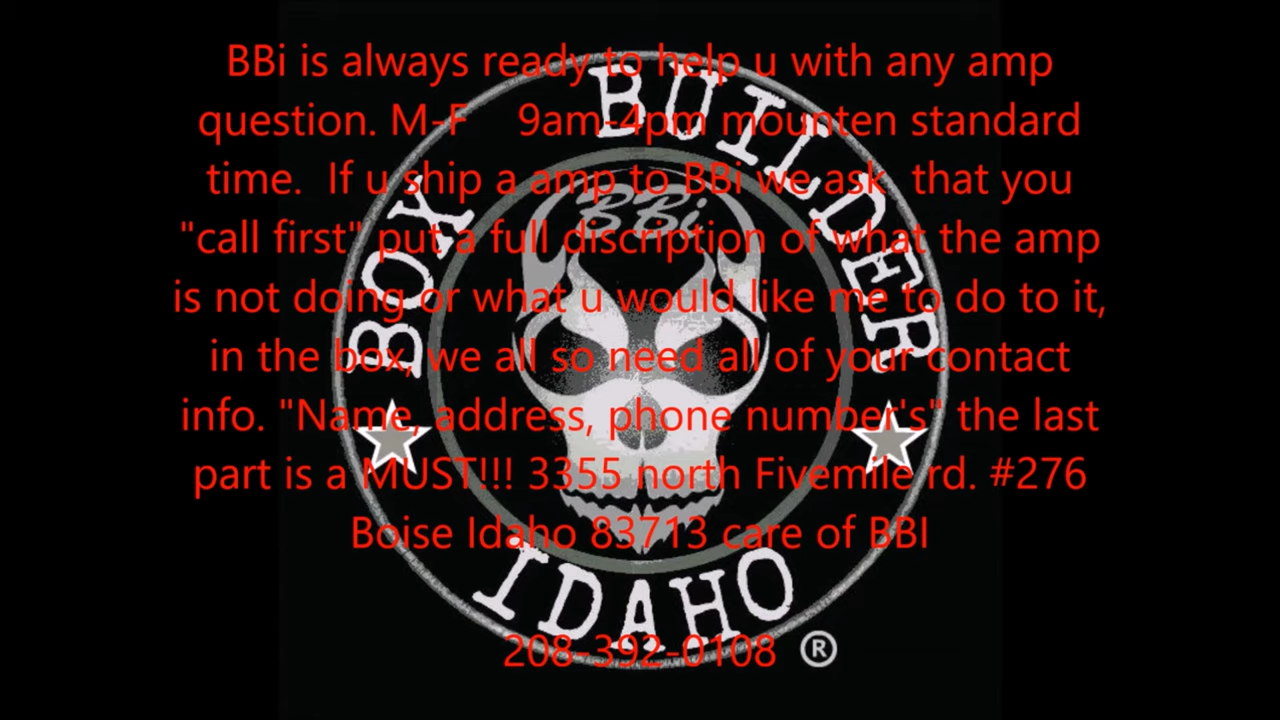 BBi is always ready to help u with any amp
question. M-F 9am-4pm mounten standard
time. If u ship a amp to BBi we ask that you
"call first" put a full discription of what the amp
is not doing or what u would like me to do to it,
in the box, we all so need all of your contact
info. "Name, address, phone number's" the last
part is a MUST!!! 3355 north Fivemile rd. #276
Boise Idaho 83713 care of BBI
208-392-0108 ®
BOX BUILDER
BBi
IDAHO